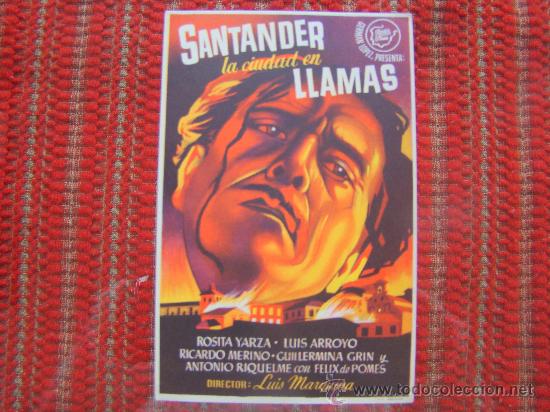 SANTANDER
la ciudad en
LLAMAS
PRESENTA:
ROSITA YARZA · LUIS ARROYO
RICARDO MERINO · GUILLERMINA GRIN y
ANTONIO RIQUELME con FELIX de POMES
DIRECTOR: Luis Marquina
www.todocoleccion.net